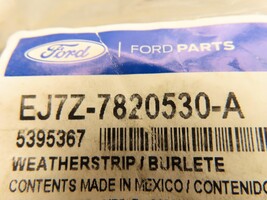 Ford
FORD PARTS
EJ7Z-7820530-A
5395367
WEATHERSTRIP / BURLETE
CONTENTS MADE IN MEXICO / CONTENIDO